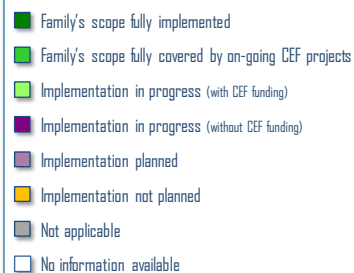 Family's scope fully implemented
Family's scope fully covered by on-going CEF projects
Implementation in progress (with CEF funding)
Implementation in progress (without CEF funding)
Implementation planned
Implementation not planned
Not applicable
No information available